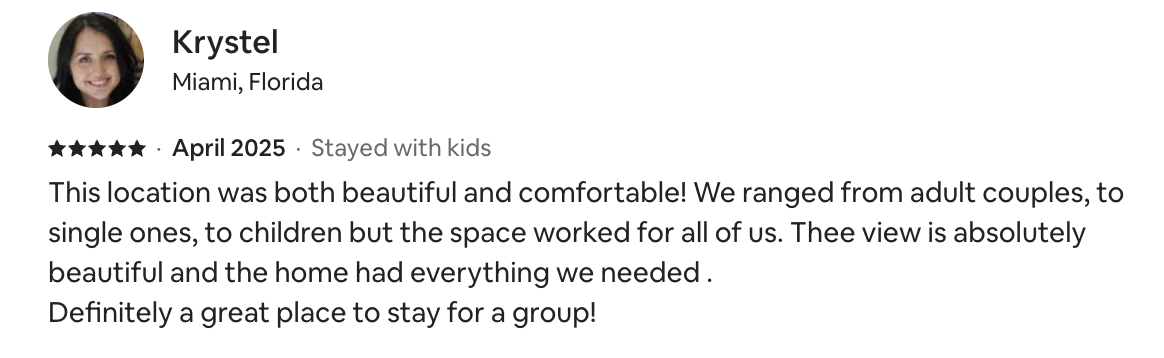 Krystel
Miami, Florida
★★★★★ · April 2025 · Stayed with kids
This location was both beautiful and comfortable! We ranged from adult couples, to
single ones, to children but the space worked for all of us. Thee view is absolutely
beautiful and the home had everything we needed .
Definitely a great place to stay for a group!